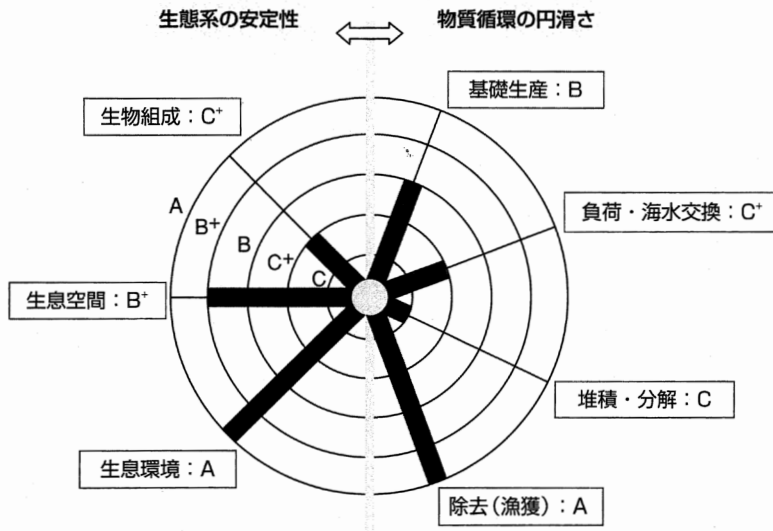 生態系の安定性
物質循環の円滑さ
基礎生産：B
生物組成：C⁺
負荷・海水交換：C⁺
A
B⁺
B
C⁺
C
生息空間：B⁺
堆積・分解：C
生息環境：A
除去（漁獲）：A